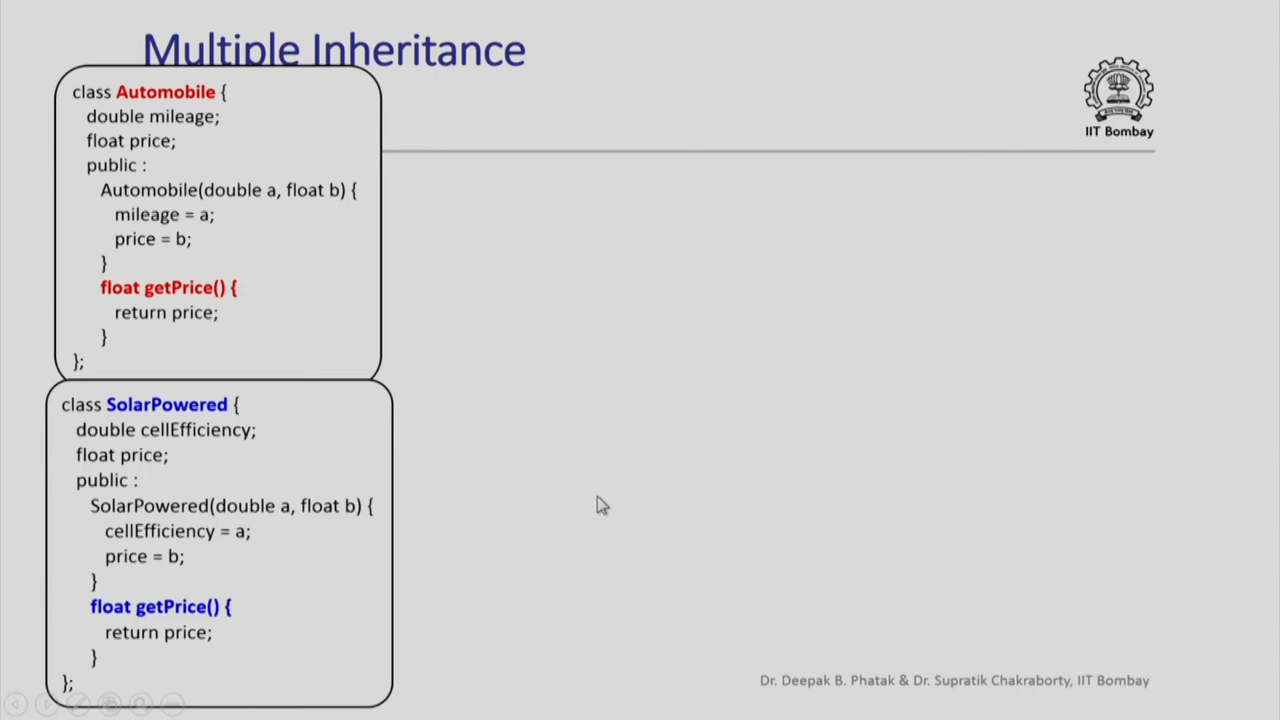 Multiple Inheritance
class Automobile {
double mileage;
float price;
public :
Automobile(double a, float b) {
mileage = a;
price = b;
}
float getPrice() {
return price;
}
};
class SolarPowered {
double cellEfficiency;
float price;
public :
SolarPowered(double a, float b) {
cellEfficiency = a;
price = b;
}
float getPrice() {
return price;
}
};
IIT Bombay
Dr. Deepak B. Phatak & Dr. Supratik Chakraborty, IIT Bombay